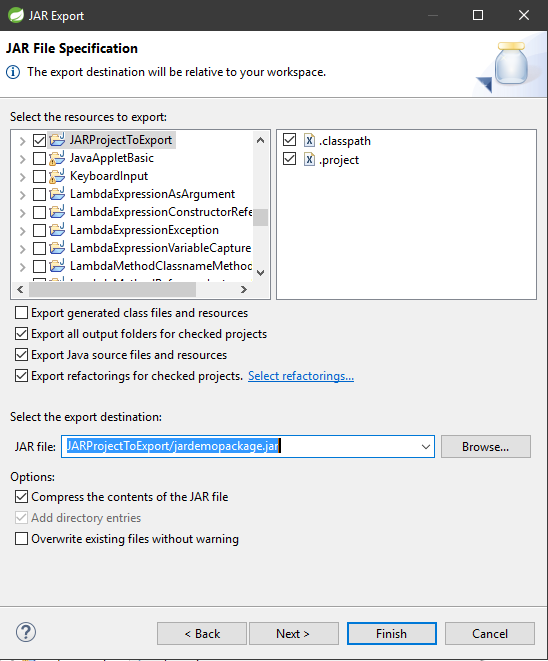 JAR Export
JAR File Specification
The export destination will be relative to your workspace.
Select the resources to export:
JARProjectToExport
JavaAppletBasic
KeyboardInput
LambdaExpressionAsArgument
LambdaExpressionConstructorRefe
LambdaExpressionException
LambdaExpressionVariableCapture
LambdaMethodClassnameMethod
.classpath
.project
Export generated class files and resources
Export all output folders for checked projects
Export Java source files and resources
Export refactorings for checked projects. Select refactorings...
Select the export destination:
JAR file: JARProjectToExport/jardemopackage.jar Browse...
Options:
Compress the contents of the JAR file
Add directory entries
Overwrite existing files without warning
? < Back Next > Finish Cancel